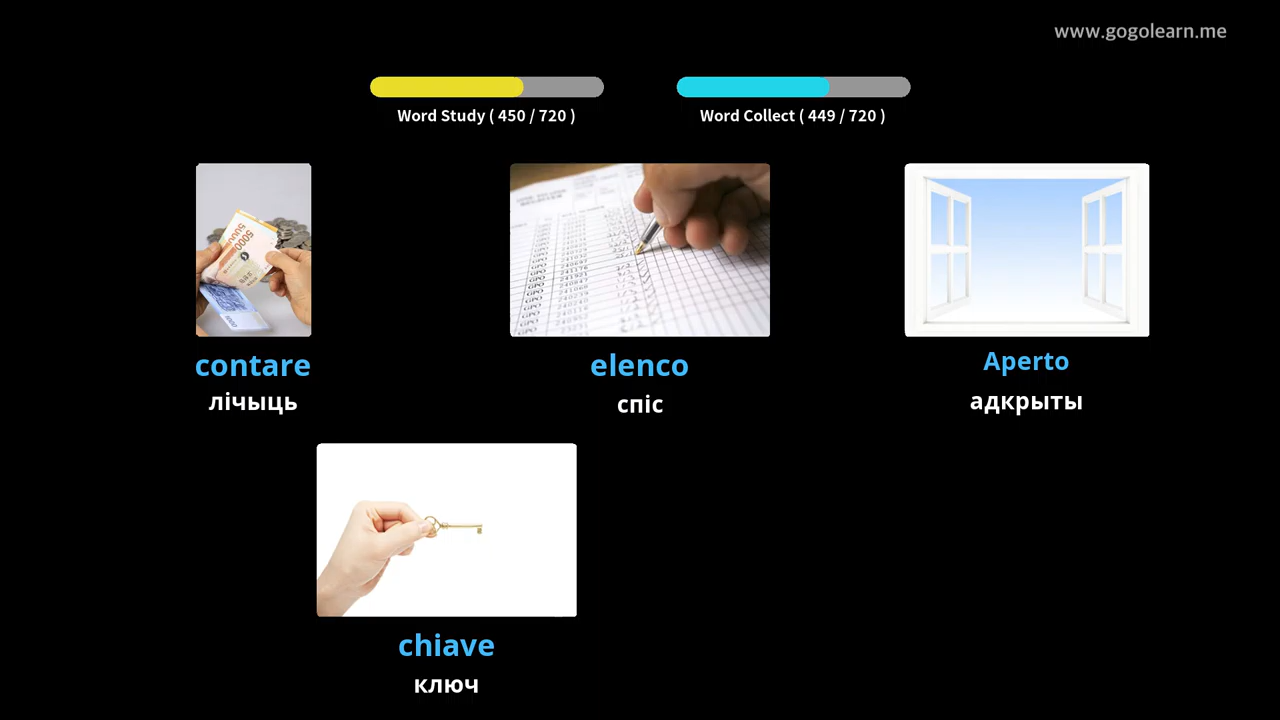 www.gogolearn.me
Word Study ( 450 / 720 )
Word Collect ( 449 / 720 )
contare
лічыць
elenco
спіс
Aperto
адкрыты
chiave
ключ